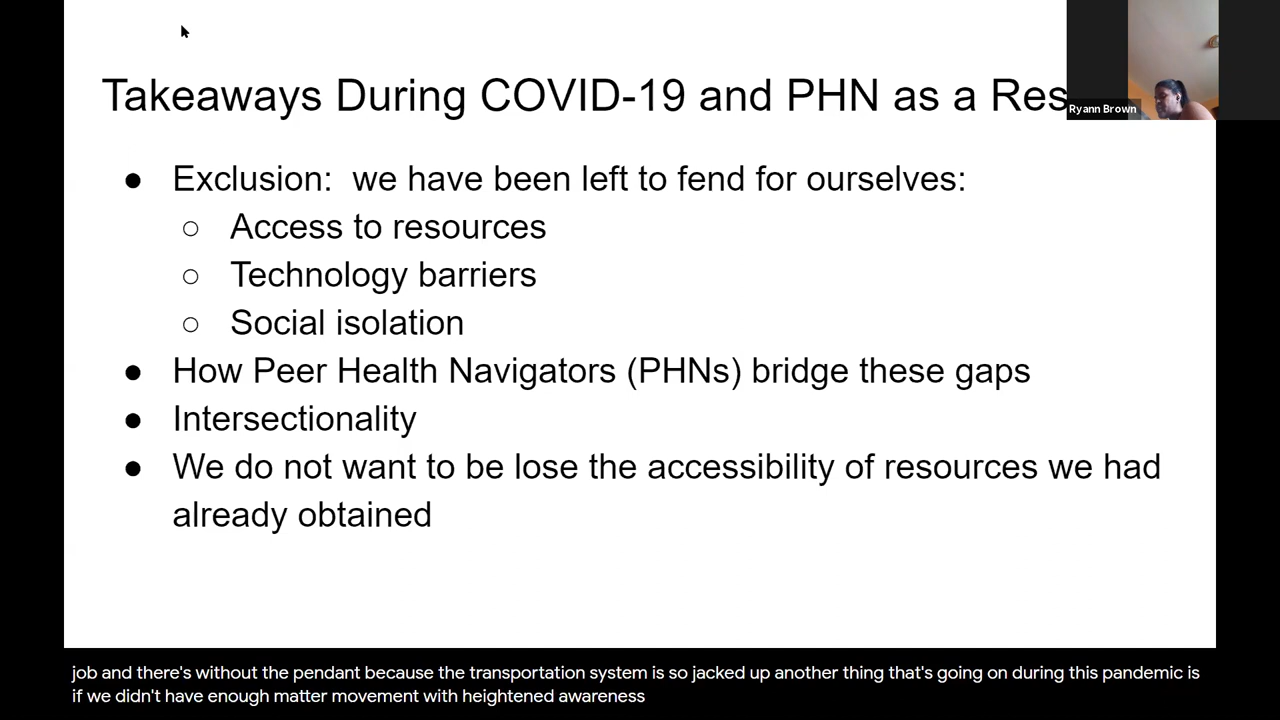 Takeaways During COVID-19 and PHN as a Res
Ryann Brown
● Exclusion:  we have been left to fend for ourselves:
○ Access to resources
○ Technology barriers
○ Social isolation
● How Peer Health Navigators (PHNs) bridge these gaps
● Intersectionality
● We do not want to be lose the accessibility of resources we had
already obtained
job and there's without the pendant because the transportation system is so jacked up another thing that's going on during this pandemic is
if we didn't have enough matter movement with heightened awareness